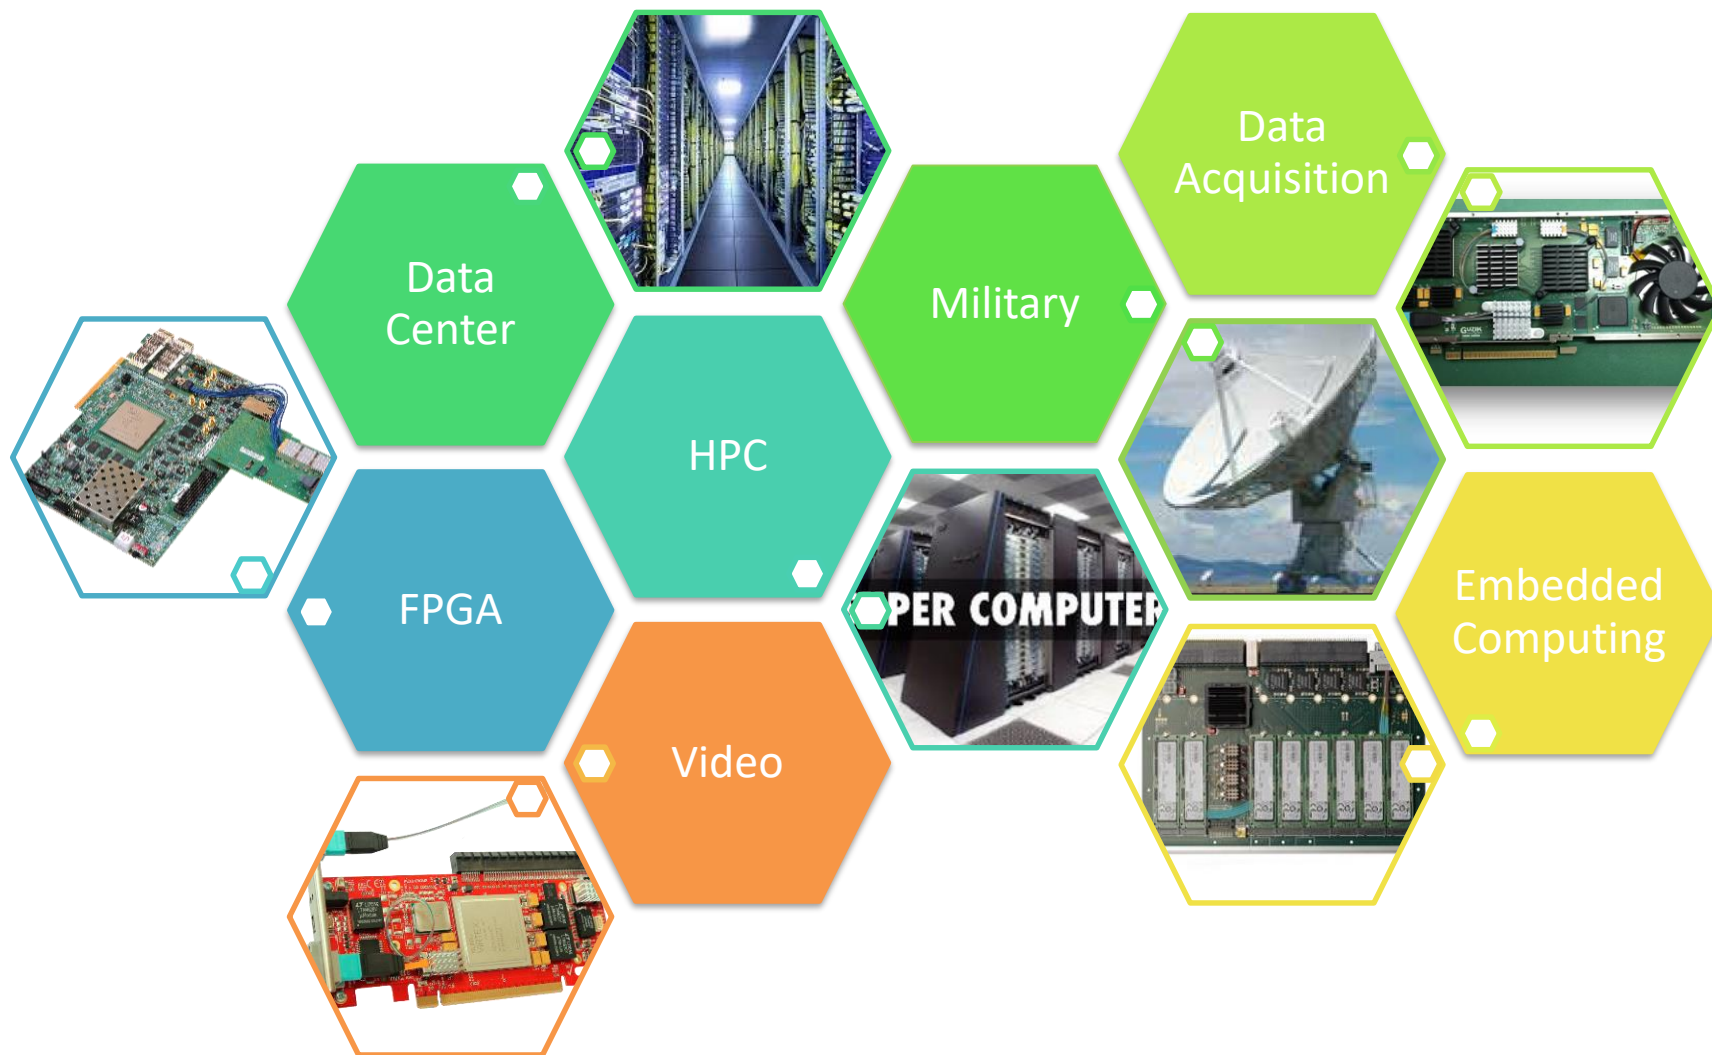 Data
Acquisition
Data
Center
Military
HPC
Embedded
Computing
FPGA
PER COMPUTER
Video